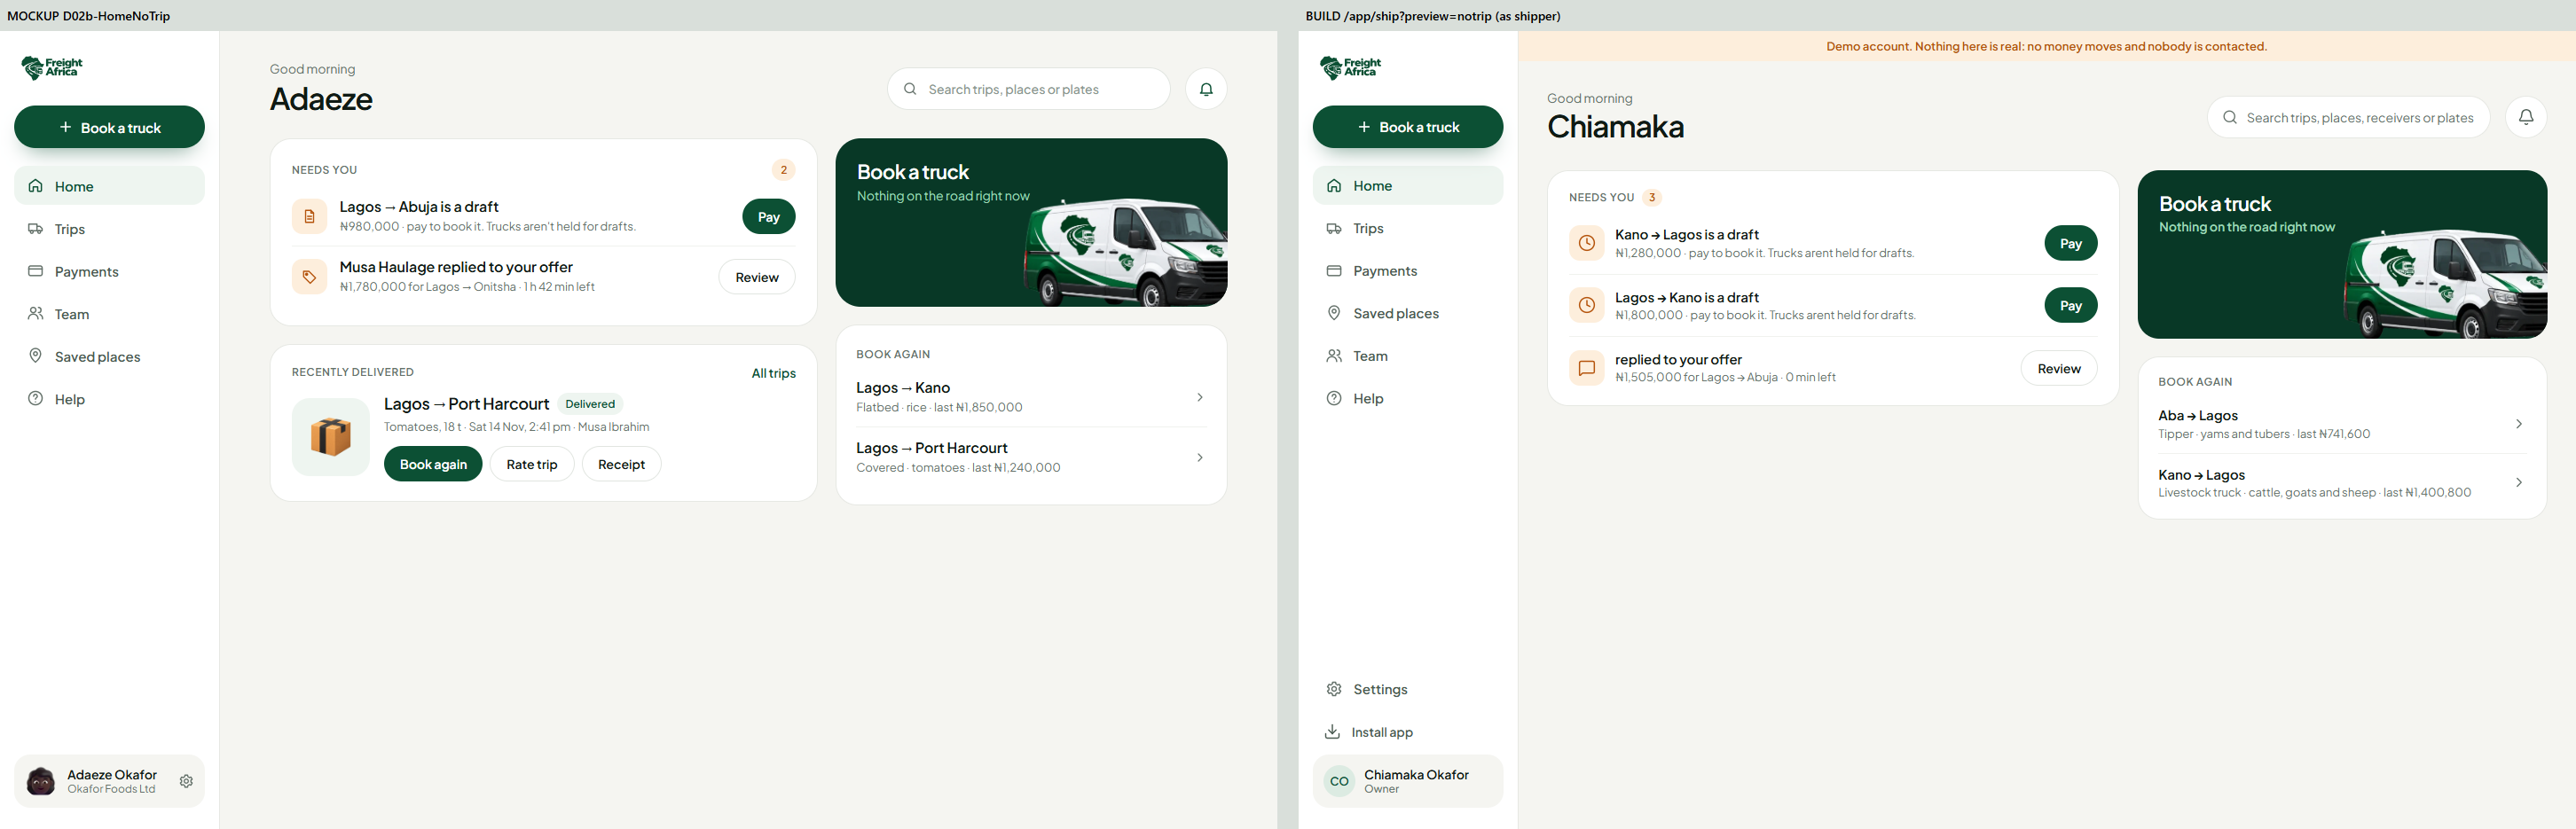 MOCKUP D02b-HomeNoTrip
Freight
Africa
Book a truck
Home
Trips
Payments
Team
Saved places
Help
Adaeze Okafor
Okafor Foods Ltd
Good morning
Adaeze
Search trips, places or plates
NEEDS YOU
2
Lagos → Abuja is a draft
₦980,000 · pay to book it. Trucks aren't held for drafts.
Pay
Musa Haulage replied to your offer
₦1,780,000 for Lagos → Onitsha · 1 h 42 min left
Review
RECENTLY DELIVERED
All trips
Lagos → Port Harcourt
Delivered
Tomatoes, 18 t · Sat 14 Nov, 2:41 pm · Musa Ibrahim
Book again
Rate trip
Receipt
Book a truck
Nothing on the road right now
BOOK AGAIN
Lagos → Kano
Flatbed · rice · last ₦1,850,000
Lagos → Port Harcourt
Covered · tomatoes · last ₦1,240,000
BUILD /app/ship?preview=notrip (as shipper)
Freight
Africa
Book a truck
Home
Trips
Payments
Saved places
Team
Help
Settings
Install app
CO
Chiamaka Okafor
Owner
Demo account. Nothing here is real: no money moves and nobody is contacted.
Good morning
Chiamaka
Search trips, places, receivers or plates
NEEDS YOU
3
Kano → Lagos is a draft
₦1,280,000 · pay to book it. Trucks arent held for drafts.
Pay
Lagos → Kano is a draft
₦1,800,000 · pay to book it. Trucks arent held for drafts.
Pay
replied to your offer
₦1,505,000 for Lagos → Abuja · 0 min left
Review
Book a truck
Nothing on the road right now
BOOK AGAIN
Aba → Lagos
Tipper · yams and tubers · last ₦741,600
Kano → Lagos
Livestock truck · cattle, goats and sheep · last ₦1,400,800